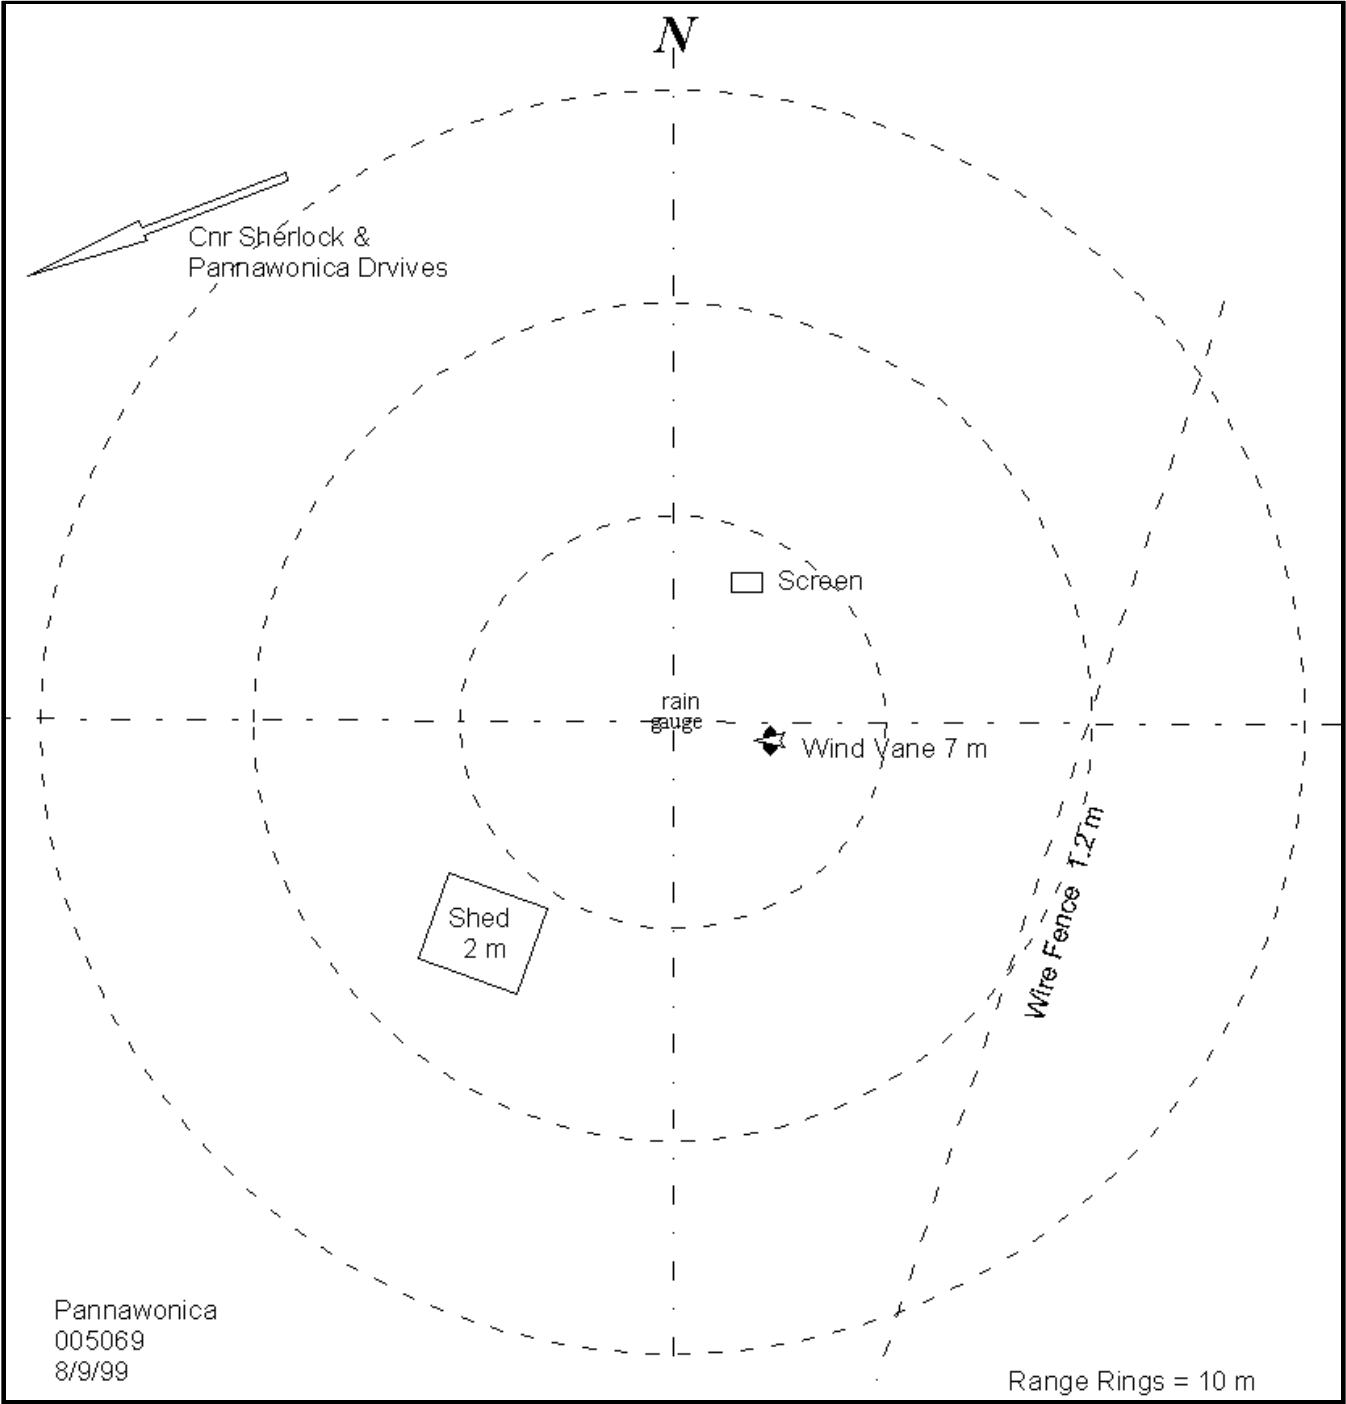 N
Cnr Sherlock &
Pannawonica Drvives
Screen
rain
gauge
Wind Vane 7 m
Wire Fence 1.2 m
Shed
2 m
Pannawonica
005069
8/9/99
Range Rings = 10 m